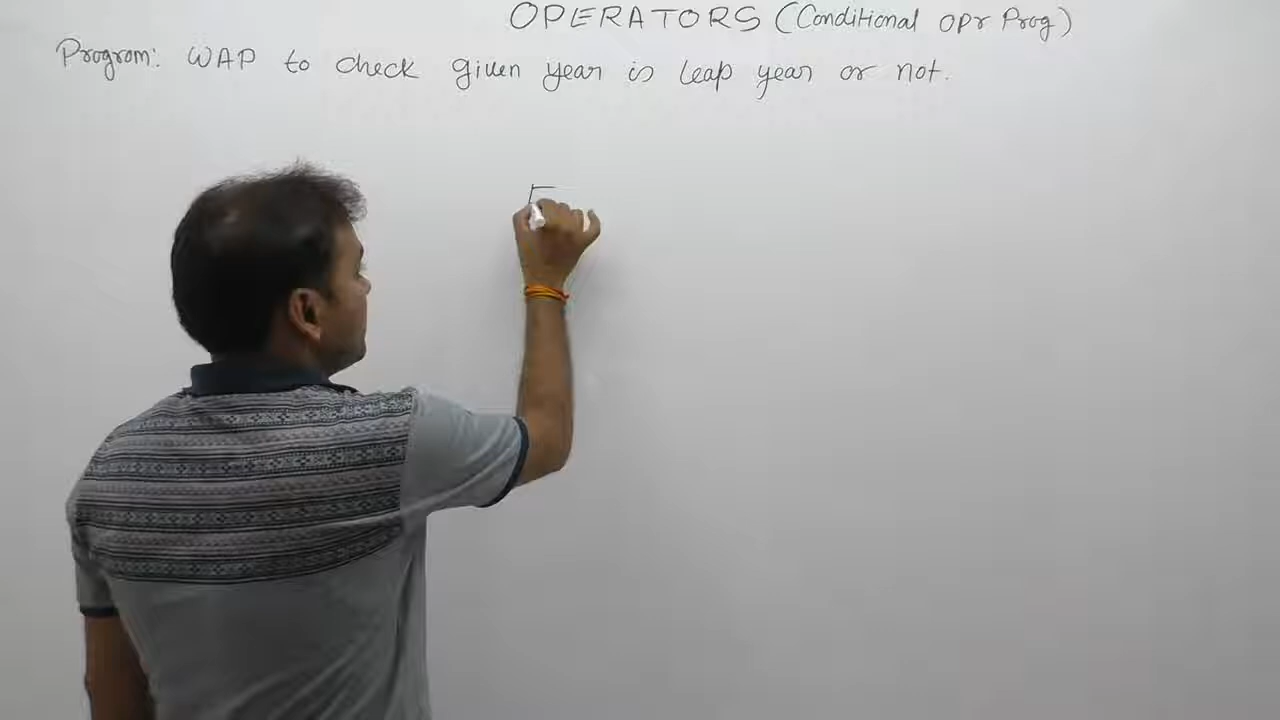 OPERATORS (Conditional OPr Prog)
Program: WAP to check given year is leap year or not.